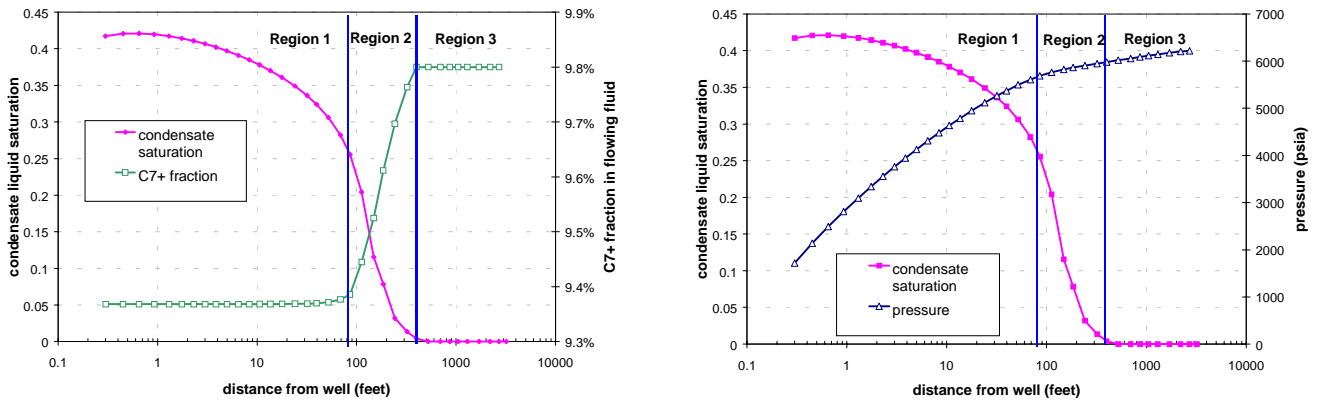 condensate liquid saturation
0.45
0.4
0.35
0.3
0.25
0.2
0.15
0.1
0.05
0
Region 1
Region 2
Region 3
condensate
saturation
C7+ fraction
9.9%
9.8%
9.7%
9.6%
9.5%
9.4%
9.3%
C7+ fraction in flowing fluid
0.1
1
10
100
1000
10000
distance from well (feet)
condensate liquid saturation
0.45
0.4
0.35
0.3
0.25
0.2
0.15
0.1
0.05
0
Region 1
Region 2
Region 3
condensate
saturation
pressure
7000
6000
5000
4000
3000
2000
1000
0
pressure (psia)
0.1
1
10
100
1000
10000
distance from well (feet)